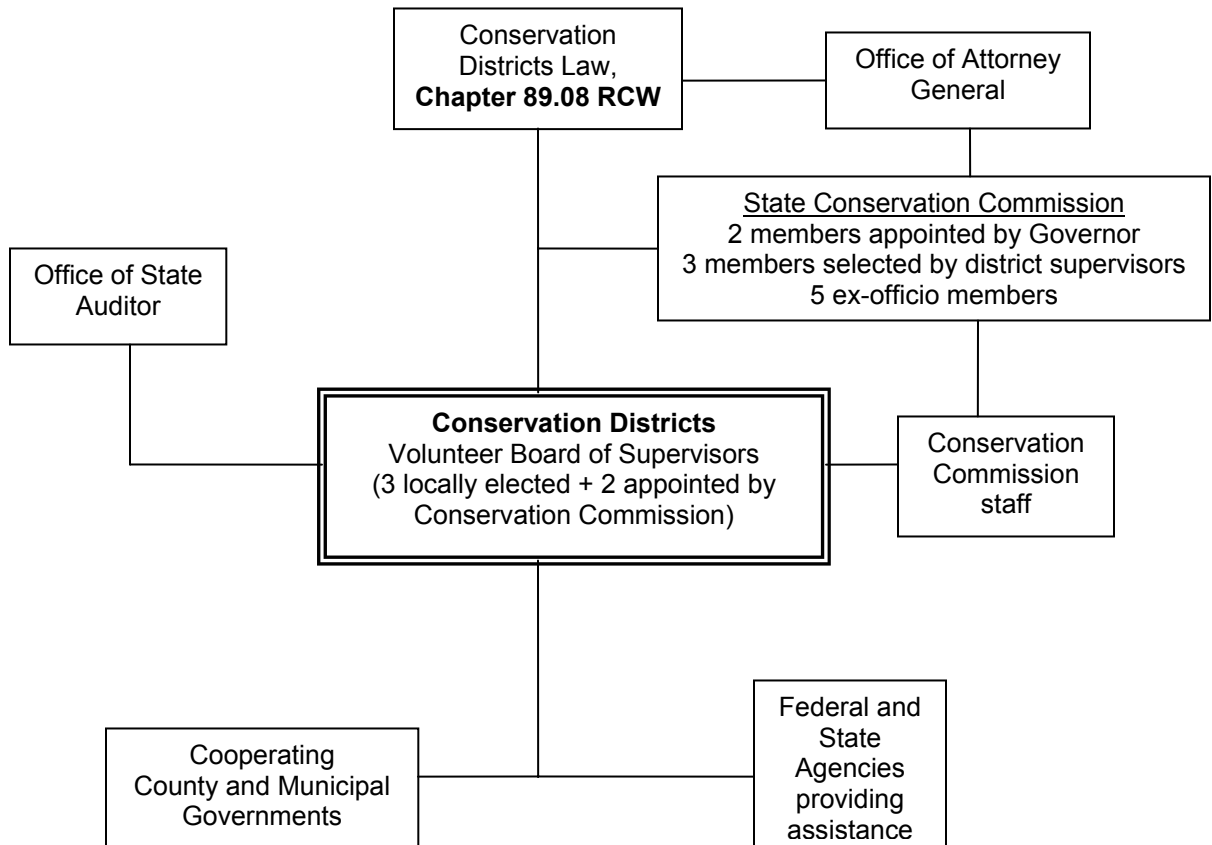 Conservation
Districts Law,
Chapter 89.08 RCW
Office of Attorney
General
State Conservation Commission
2 members appointed by Governor
3 members selected by district supervisors
5 ex-officio members
Office of State
Auditor
Conservation Districts
Volunteer Board of Supervisors
(3 locally elected + 2 appointed by
Conservation Commission)
Conservation
Commission
staff
Cooperating
County and Municipal
Governments
Federal and
State
Agencies
providing
assistance